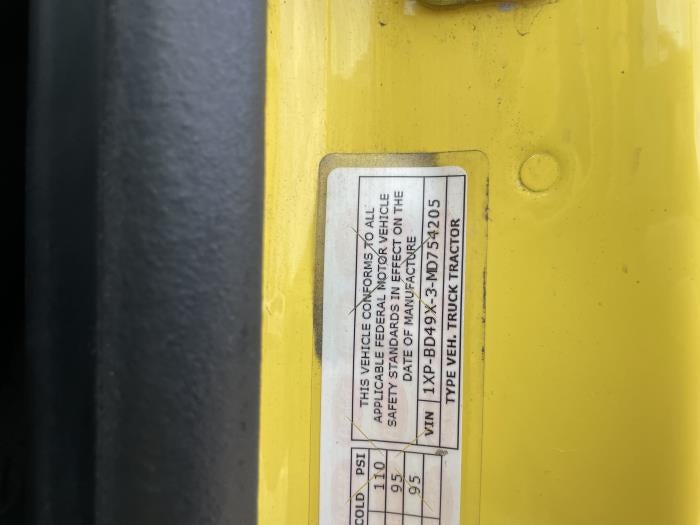 COLD PSI
110
95
95
THIS VEHICLE CONFORMS TO ALL
APPLICABLE FEDERAL MOTOR VEHICLE
SAFETY STANDARDS IN EFFECT ON THE
DATE OF MANUFACTURE
VIN 1XP-BD49X-3-MD754205
TYPE VEH. TRUCK TRACTOR